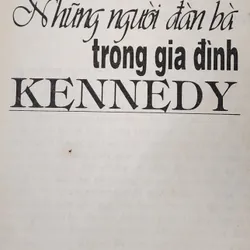 Những người đàn bà
trong gia đình
KENNEDY